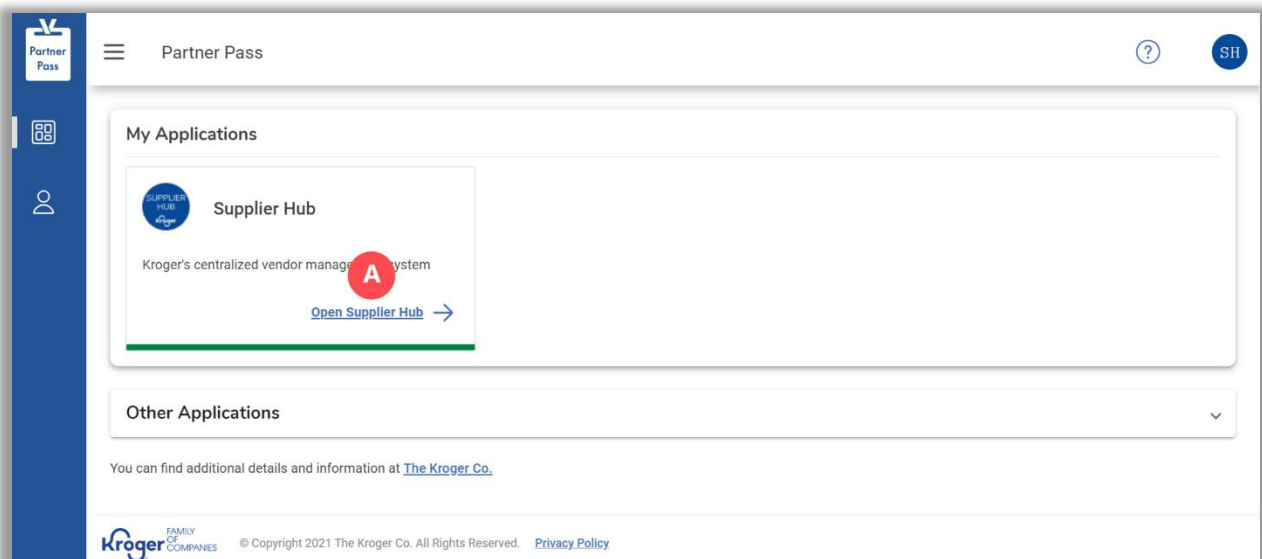 Partner
Pass
Partner Pass
?
SH
My Applications
SUPPLIER
HUB
Kroger
Supplier Hub
Kroger's centralized vendor manage ystem
A
Open Supplier Hub
Other Applications
You can find additional details and information at The Kroger Co.
Kroger
FAMILY
OF
COMPANIES
© Copyright 2021 The Kroger Co. All Rights Reserved. Privacy Policy